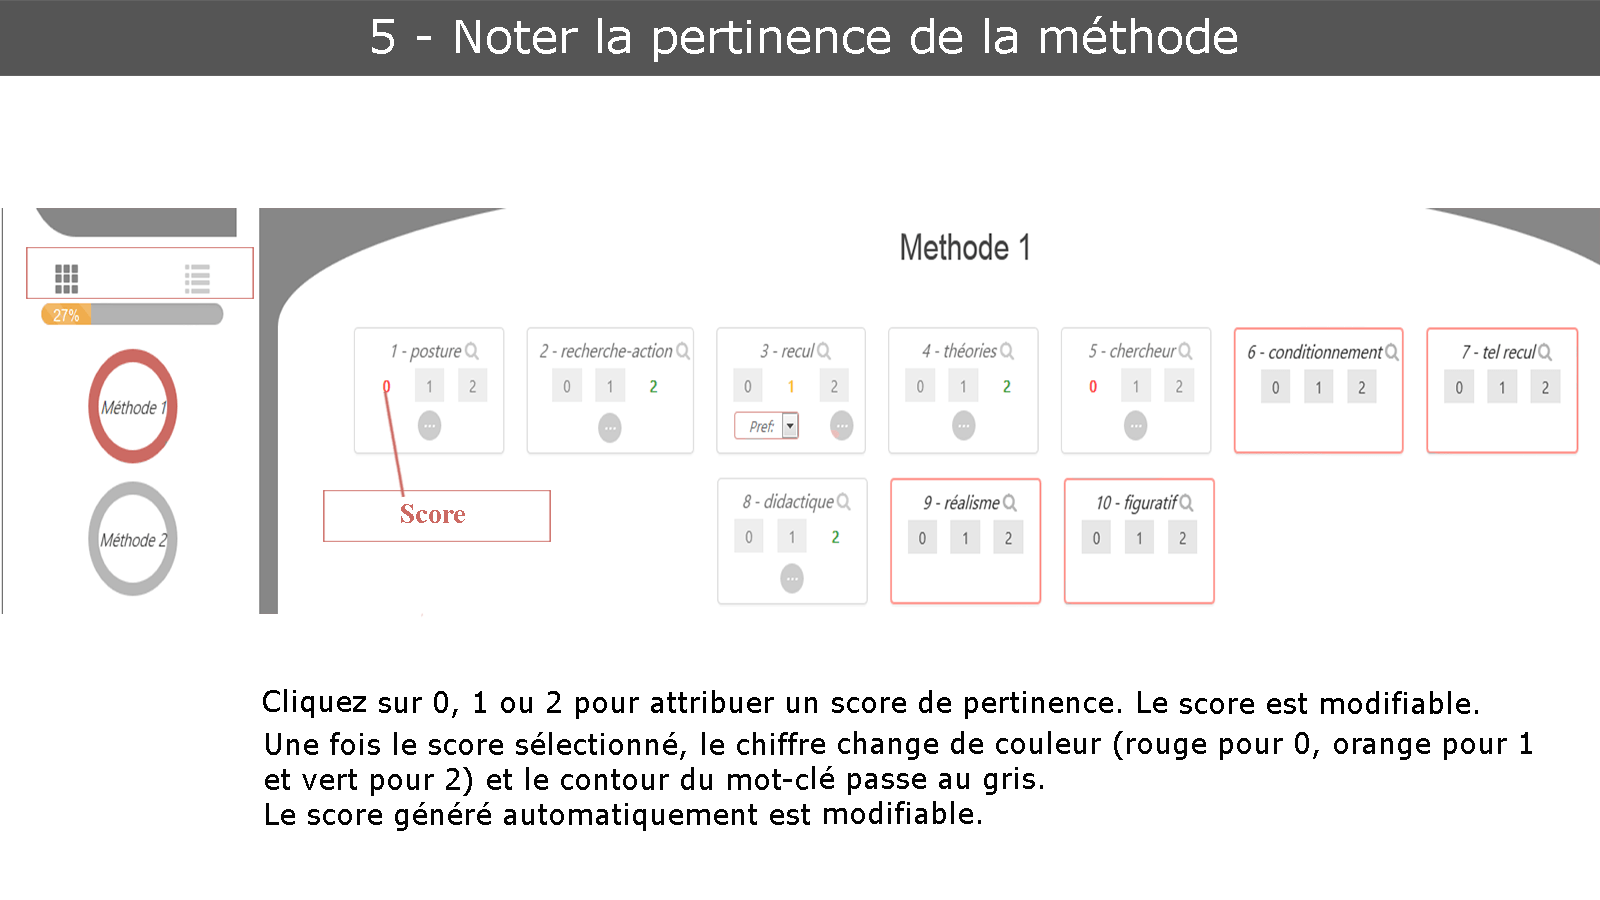 5 - Noter la pertinence de la méthode
Methode 1
27%
Méthode 1
Méthode 2
1 - posture
0 1 2
2 - recherche-action
0 1 2
3 - recul
0 1 2
Pref:
4 - théories
0 1 2
5 - chercheur
0 1 2
6 - conditionnement
0 1 2
7 - tel recul
0 1 2
Score
8 - didactique
0 1 2
9 - réalisme
0 1 2
10 - figuratif
0 1 2
Cliquez sur 0, 1 ou 2 pour attribuer un score de pertinence. Le score est modifiable.
Une fois le score sélectionné, le chiffre change de couleur (rouge pour 0, orange pour 1
et vert pour 2) et le contour du mot-clé passe au gris.
Le score généré automatiquement est modifiable.